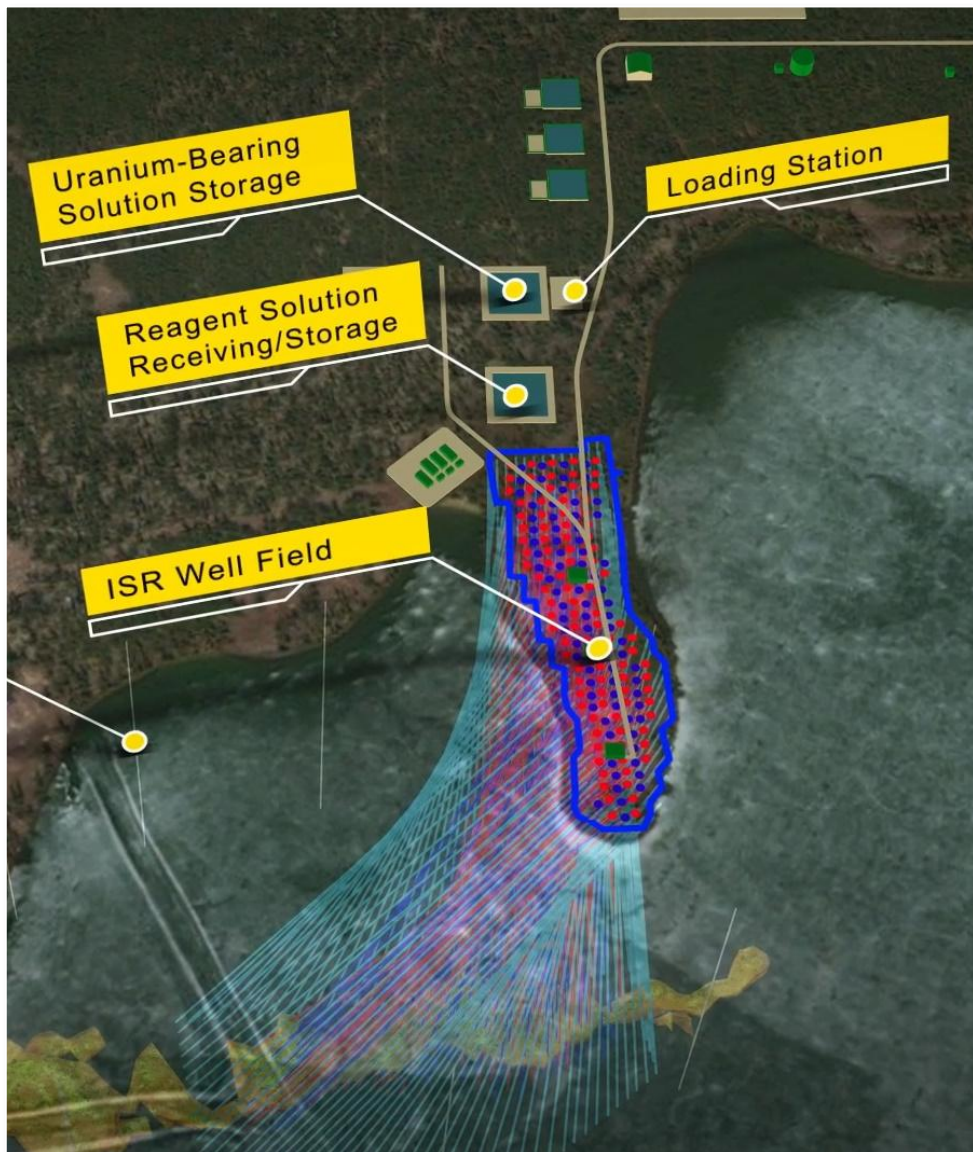 Uranium-Bearing
Solution Storage
Loading Station
Reagent Solution
Receiving/Storage
ISR Well Field